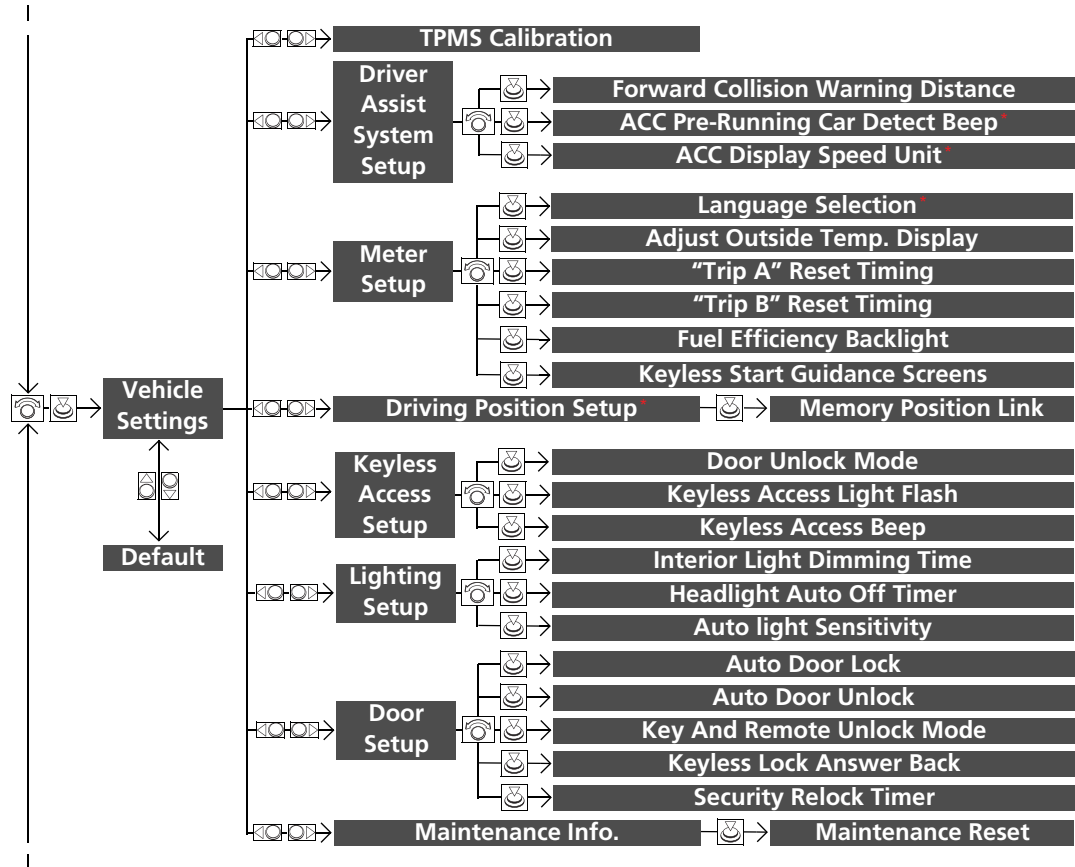 TPMS Calibration
Driver
Assist
System
Setup
Forward Collision Warning Distance
ACC Pre-Running Car Detect Beep*
ACC Display Speed Unit*
Meter
Setup
Language Selection*
Adjust Outside Temp. Display
“Trip A” Reset Timing
“Trip B” Reset Timing
Fuel Efficiency Backlight
Keyless Start Guidance Screens
Vehicle
Settings
Default
Driving Position Setup*
Memory Position Link
Keyless
Access
Setup
Door Unlock Mode
Keyless Access Light Flash
Keyless Access Beep
Lighting
Setup
Interior Light Dimming Time
Headlight Auto Off Timer
Auto light Sensitivity
Door
Setup
Auto Door Lock
Auto Door Unlock
Key And Remote Unlock Mode
Keyless Lock Answer Back
Security Relock Timer
Maintenance Info.
Maintenance Reset